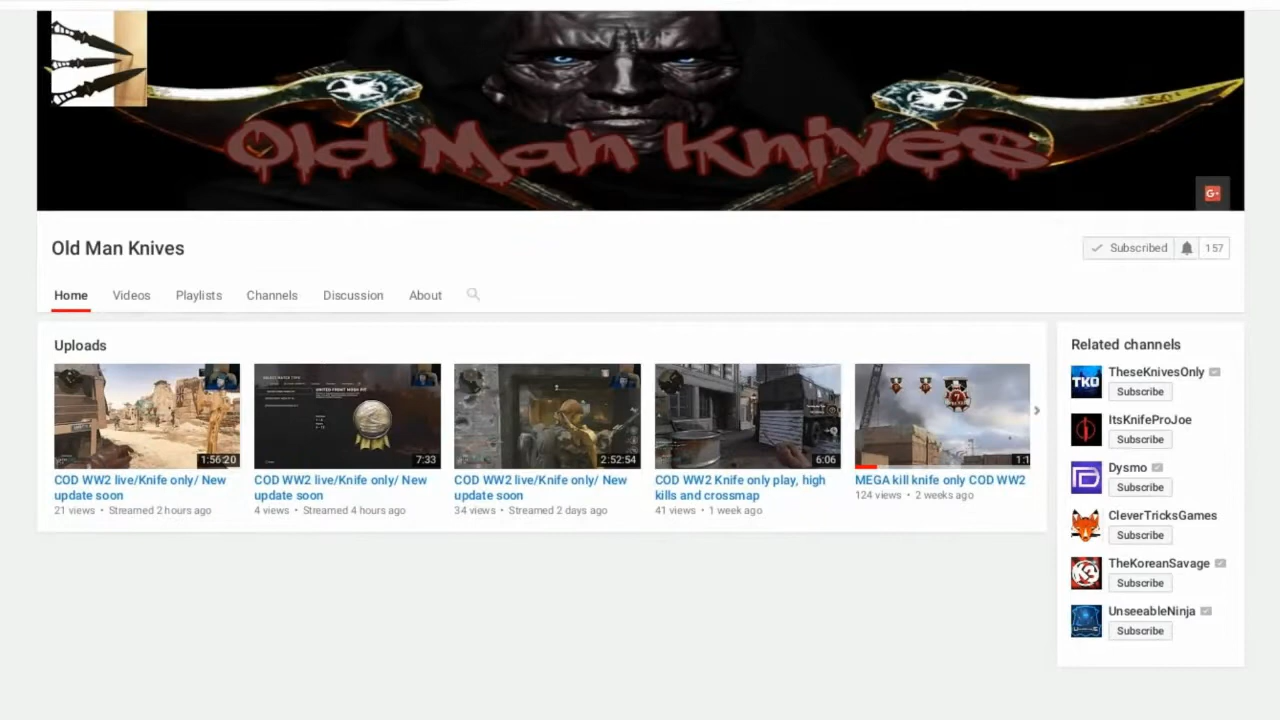 Old Man Knives
G+
Old Man Knives
Subscribed 157
Home Videos Playlists Channels Discussion About
Uploads
1:56:20
7:33
2:52:54
6:06
1:1
COD WW2 live/Knife only/ New
update soon
21 views • Streamed 2 hours ago
COD WW2 live/Knife only/ New
update soon
4 views • Streamed 4 hours ago
COD WW2 live/Knife only/ New
update soon
34 views • Streamed 2 days ago
COD WW2 Knife only play, high
kills and crossmap
41 views • 1 week ago
MEGA kill knife only COD WW2
124 views • 2 weeks ago
Related channels
TKO
TheseKnivesOnly
Subscribe
ItsKnifeProJoe
Subscribe
Dysmo
Subscribe
CleverTricksGames
Subscribe
TheKoreanSavage
Subscribe
UnseeableNinja
Subscribe